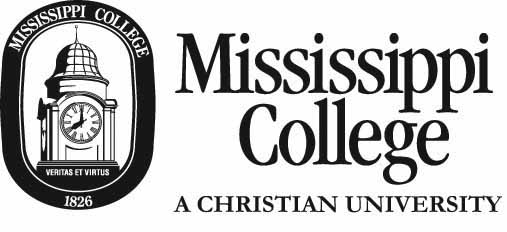 MISSISSIPPI COLLEGE
VERITAS ET VIRTUS
1826
Mississippi
College
A CHRISTIAN UNIVERSITY